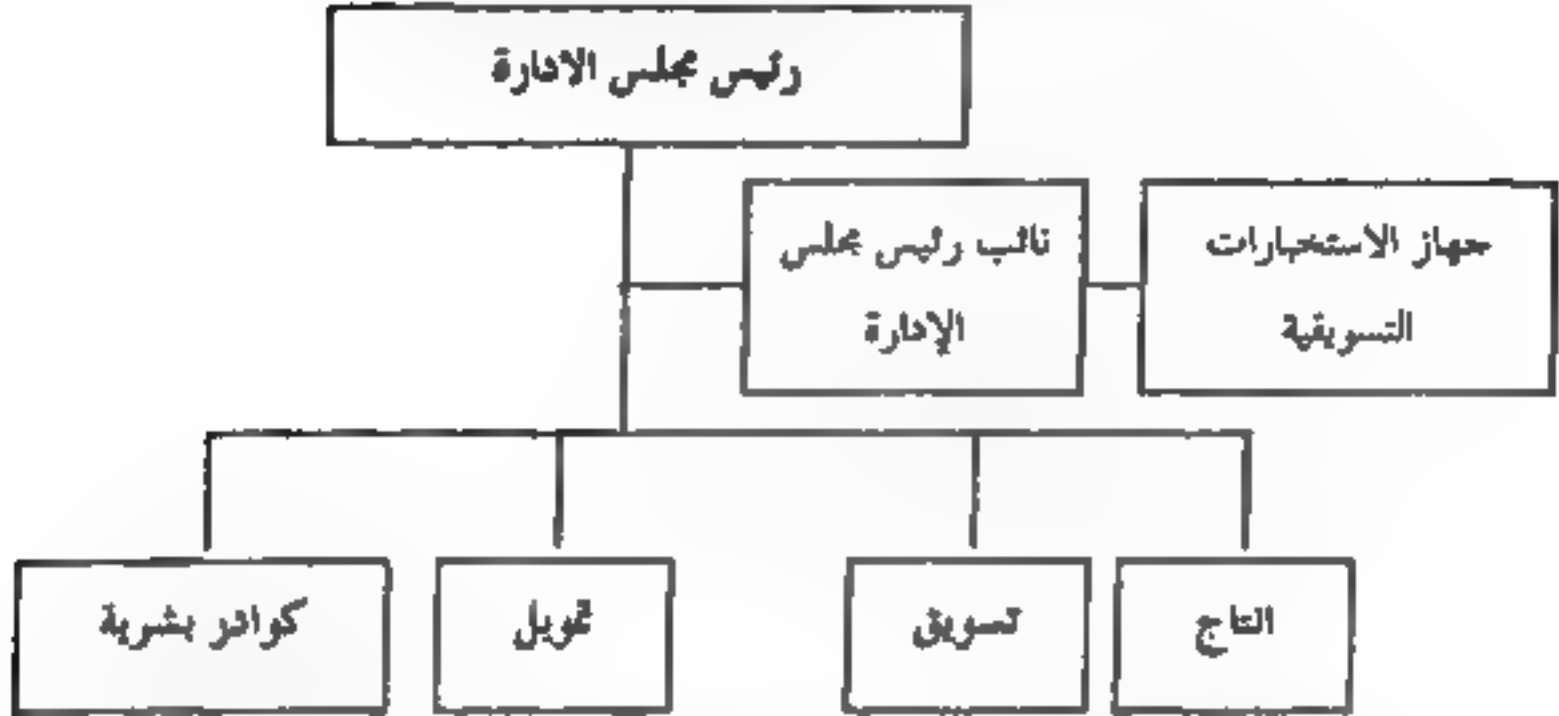 رئيس مجلس الادارة
نائب رئيس مجلس
الإدارة
جهاز الاستخبارات
التسويقية
انتاج
تسويق
تمويل
كوادر بشرية